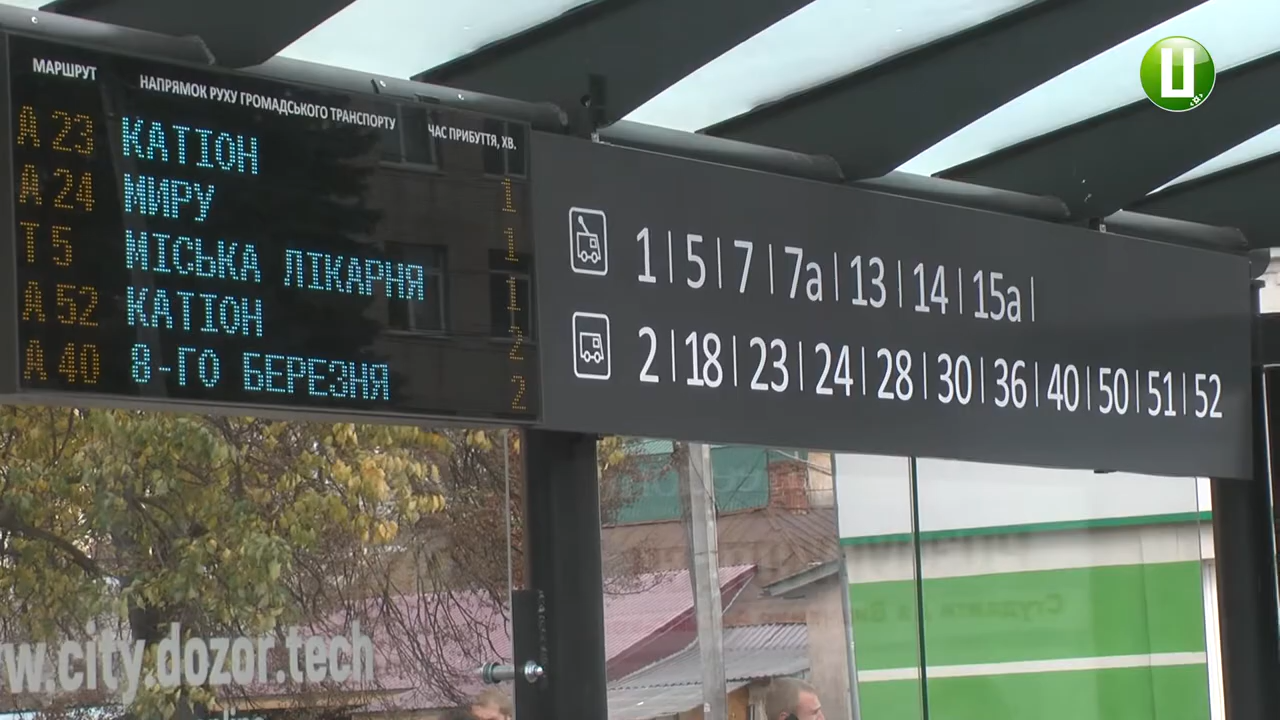 МАРШРУТ НАПРЯМОК РУХУ ГРОМАДСЬКОГО ТРАНСПОРТУ ЧАС ПРИБУТТЯ, ХВ.
А 23 КАТІОН 1
А 24 МИРУ 1
Т 5 МІСЬКА ЛІКАРНЯ 1
А 52 КАТІОН 2
А 40 8-ГО БЕРЕЗНЯ 2
1 | 5 | 7 | 7а | 13 | 14 | 15а |
2 | 18 | 23 | 24 | 28 | 30 | 36 | 40 | 50 | 51 | 52
www.city.dozor.tech
Ц